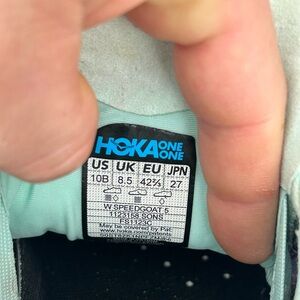 HOKA ONE ONE
US UK EU JPN
10B 8.5 42⅔ 27
W SPEEDGOAT 5
1123158 SONS
FS123C
May be covered by Pat.